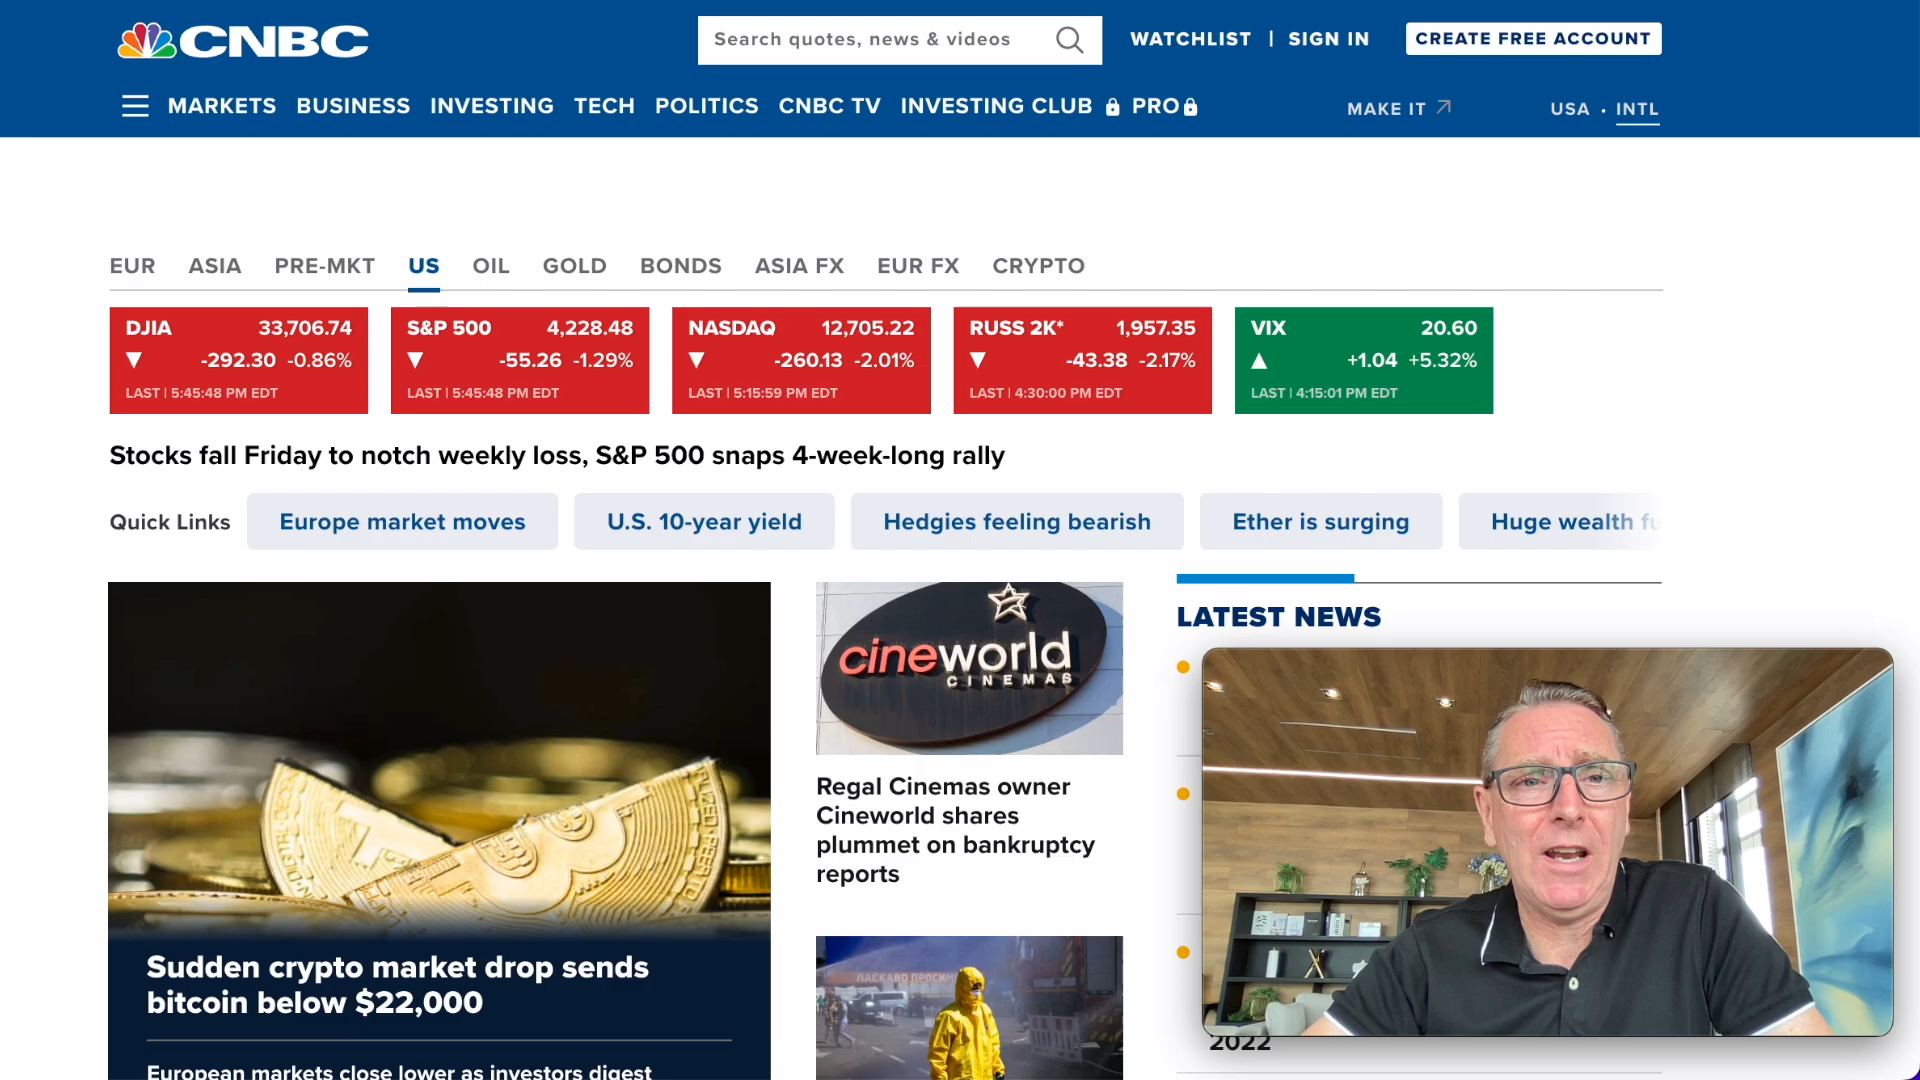 CNBC
Search quotes, news & videos
WATCHLIST | SIGN IN
CREATE FREE ACCOUNT
MARKETS BUSINESS INVESTING TECH POLITICS CNBC TV INVESTING CLUB PRO
MAKE IT
USA • INTL
EUR ASIA PRE-MKT US OIL GOLD BONDS ASIA FX EUR FX CRYPTO
DJIA 33,706.74
▼ -292.30 -0.86%
LAST | 5:45:48 PM EDT
S&P 500 4,228.48
▼ -55.26 -1.29%
LAST | 5:45:48 PM EDT
NASDAQ 12,705.22
▼ -260.13 -2.01%
LAST | 5:15:59 PM EDT
RUSS 2K* 1,957.35
▼ -43.38 -2.17%
LAST | 4:30:00 PM EDT
VIX 20.60
▲ +1.04 +5.32%
LAST | 4:15:01 PM EDT
Stocks fall Friday to notch weekly loss, S&P 500 snaps 4-week-long rally
Quick Links
Europe market moves
U.S. 10-year yield
Hedgies feeling bearish
Ether is surging
Huge wealth
cineworld
CINEMAS
Regal Cinemas owner
Cineworld shares
plummet on bankruptcy
reports
Sudden crypto market drop sends
bitcoin below $22,000
European markets close lower as investors digest
LATEST NEWS
2022